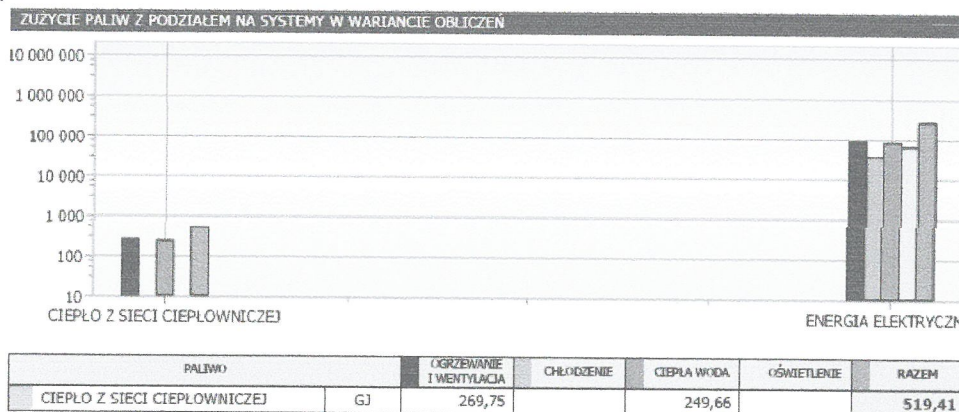 ZUŻYCIE PALIW Z PODZIAŁEM NA SYSTEMY W WARIANCIE OBLICZEŃ
10 000 000
1 000 000
100 000
10 000
1 000
100
10
CIEPŁO Z SIECI CIEPŁOWNICZEJ
ENERGIA ELEKTRYCZN
PALIWO OGRZEWANIE I WENTYLACJA CHŁODZENIE CIEPŁA WODA OŚWIETLENIE RAZEM
CIEPŁO Z SIECI CIEPŁOWNICZEJ GJ 269,75 249,66 519,41